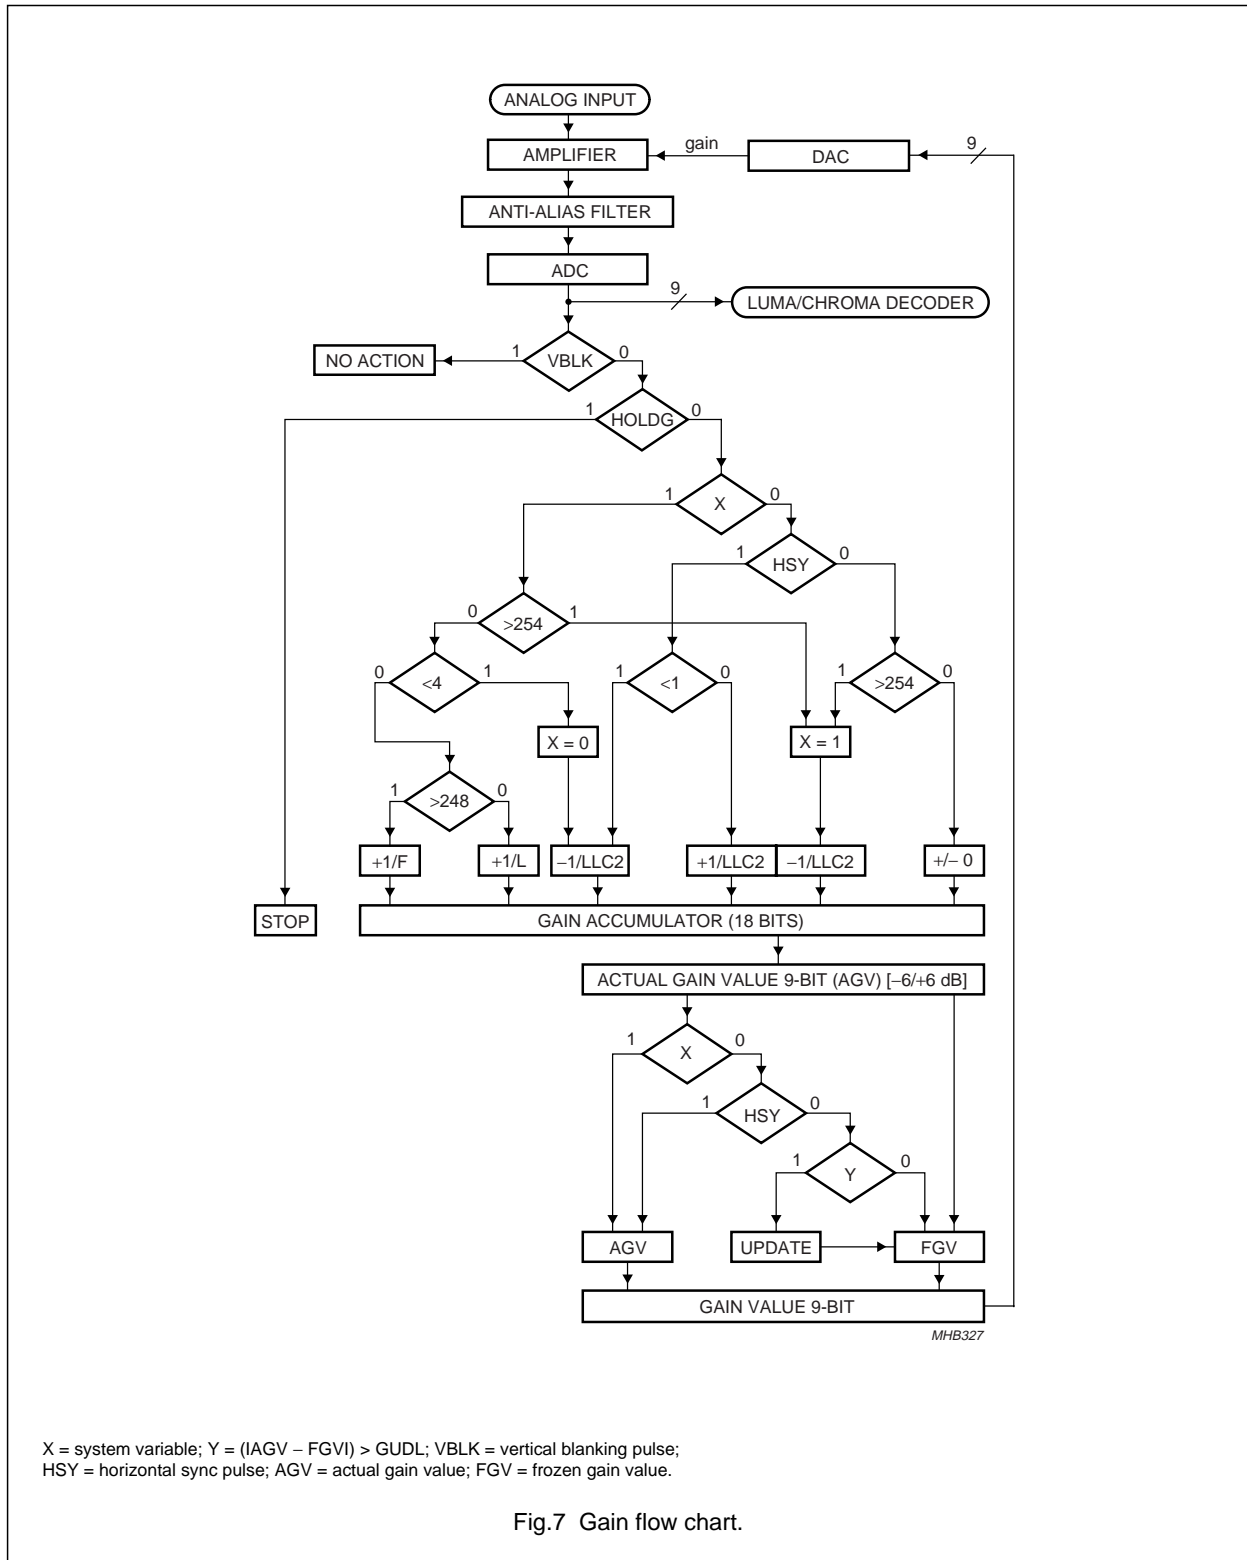 ANALOG INPUT
AMPLIFIER
gain
DAC
9
ANTI-ALIAS FILTER
ADC
9
LUMA/CHROMA DECODER
NO ACTION
1
VBLK
0
1
HOLDG
0
1
X
0
1
HSY
0
0
>254
1
0
<4
1
1
<1
0
1
>254
0
X = 0
X = 1
1
>248
0
+1/F
+1/L
−1/LLC2
+1/LLC2
−1/LLC2
+/− 0
STOP
GAIN ACCUMULATOR (18 BITS)
ACTUAL GAIN VALUE 9-BIT (AGV) [−6/+6 dB]
1
X
0
1
HSY
0
1
Y
0
AGV
UPDATE
FGV
GAIN VALUE 9-BIT
MHB327
X = system variable; Y = (IAGV − FGVI) > GUDL; VBLK = vertical blanking pulse;
HSY = horizontal sync pulse; AGV = actual gain value; FGV = frozen gain value.
Fig.7 Gain flow chart.